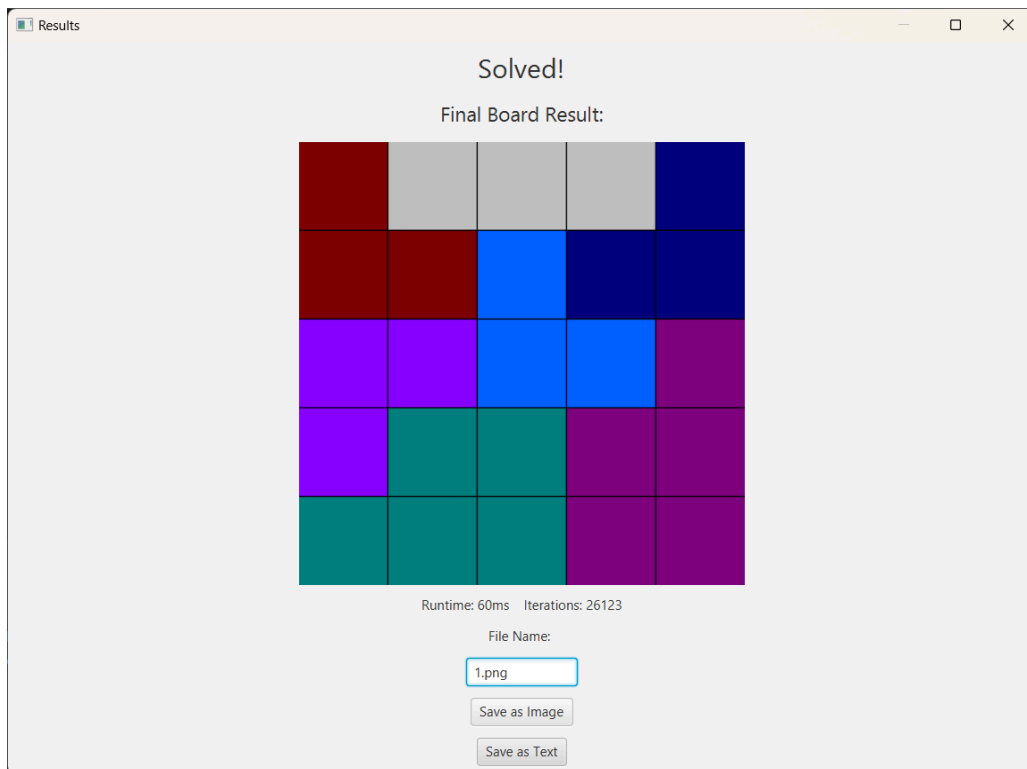 Results
Solved!
Final Board Result:
Runtime: 60ms Iterations: 26123
File Name:
1.png
Save as Image
Save as Text